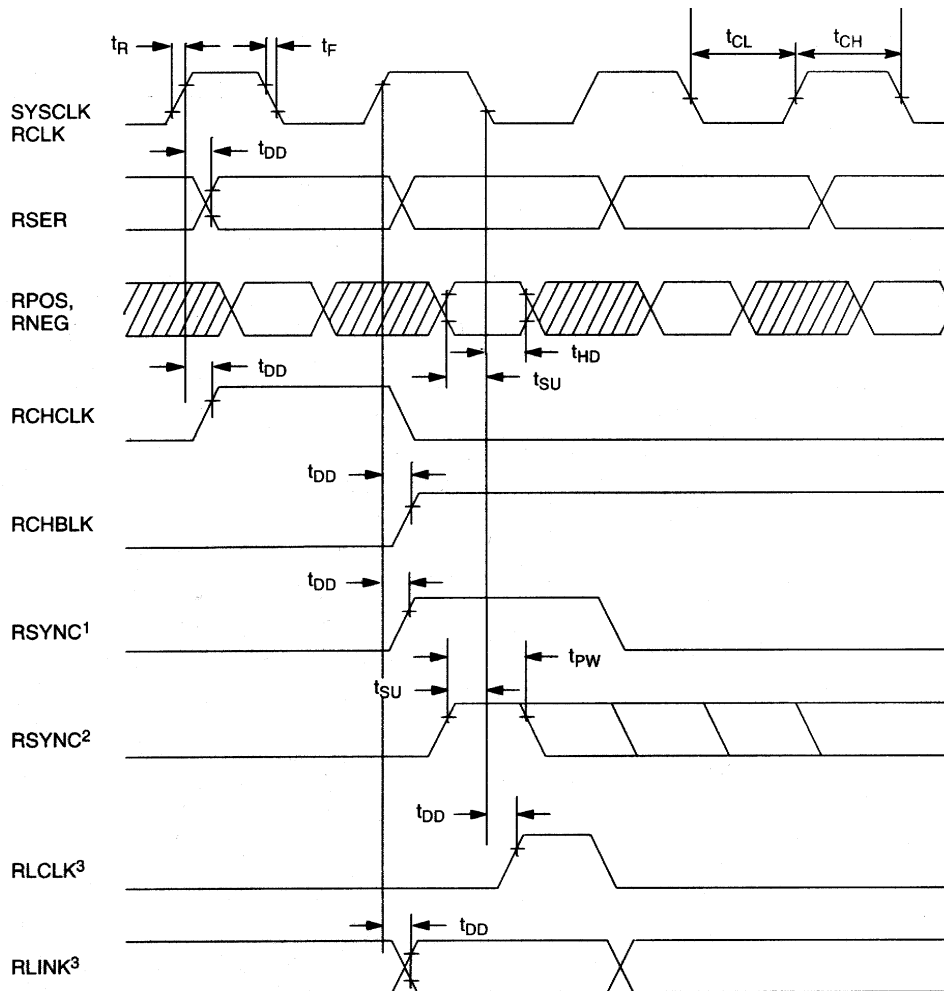 tR
tF
tCL
tCH
SYSCLK
RCLK
tDD
RSER
RPOS,
RNEG
tHD
tSU
tDD
RCHCLK
tDD
RCHBLK
tDD
RSYNC¹
tPW
tSU
RSYNC²
tDD
RLCLK³
tDD
RLINK³